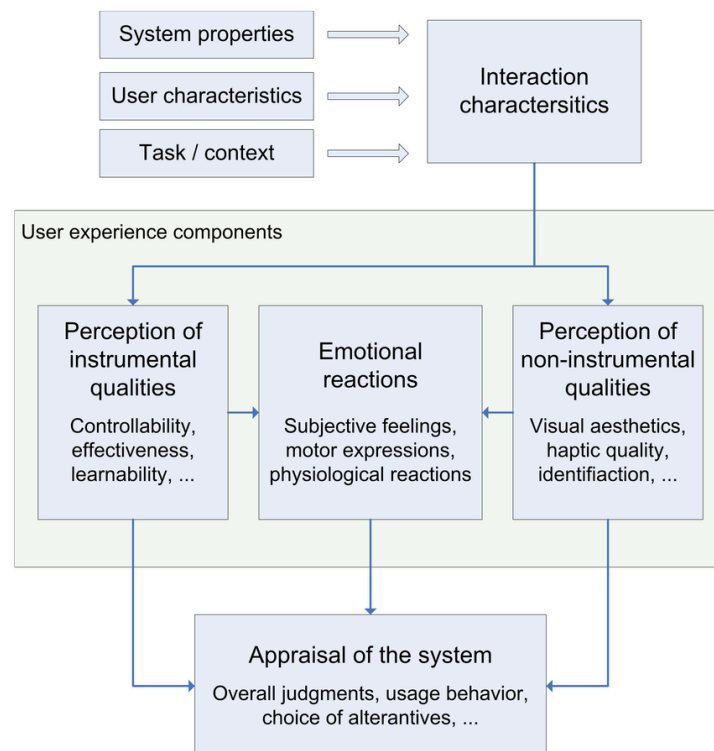 System properties
User characteristics
Task / context
Interaction
charactersitics
User experience components
Perception of
instrumental
qualities
Controllability,
effectiveness,
learnability, ...
Emotional
reactions
Subjective feelings,
motor expressions,
physiological reactions
Perception of
non-instrumental
qualities
Visual aesthetics,
haptic quality,
identifiaction, ...
Appraisal of the system
Overall judgments, usage behavior,
choice of alterantives, ...